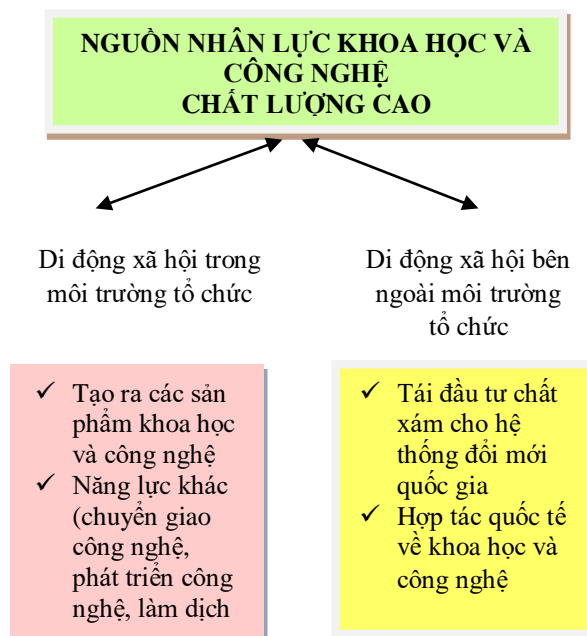 NGUỒN NHÂN LỰC KHOA HỌC VÀ
CÔNG NGHỆ
CHẤT LƯỢNG CAO
Di động xã hội trong
môi trường tổ chức
Di động xã hội bên
ngoài môi trường
tổ chức
✓ Tạo ra các sản
phẩm khoa học
và công nghệ
✓ Năng lực khác
(chuyển giao
công nghệ,
phát triển công
nghệ, làm dịch
✓ Tái đầu tư chất
xám cho hệ
thống đổi mới
quốc gia
✓ Hợp tác quốc tế
về khoa học và
công nghệ